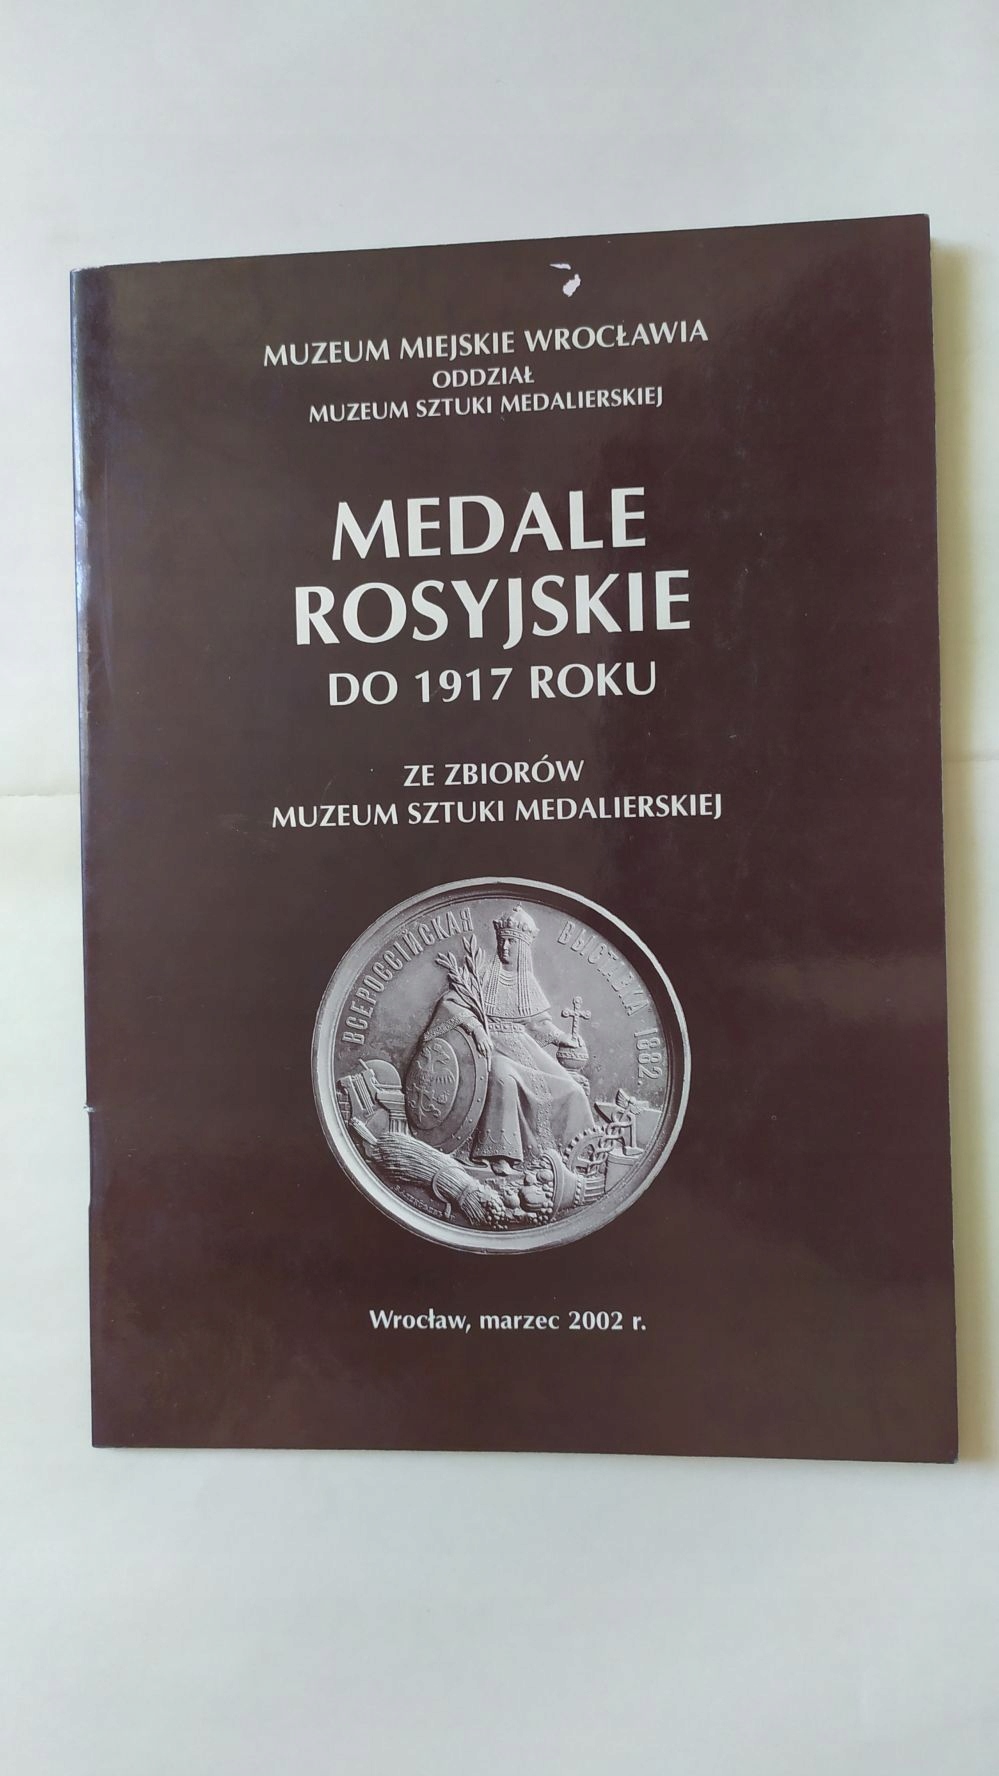 MUZEUM MIEJSKIE WROCŁAWIA
ODDZIAŁ
MUZEUM SZTUKI MEDALIERSKIEJ
MEDALE
ROSYJSKIE
DO 1917 ROKU
ZE ZBIORÓW
MUZEUM SZTUKI MEDALIERSKIEJ
ВСЕРОССІЙСКАЯ ВЫСТАВКА 1882.
Wrocław, marzec 2002 r.